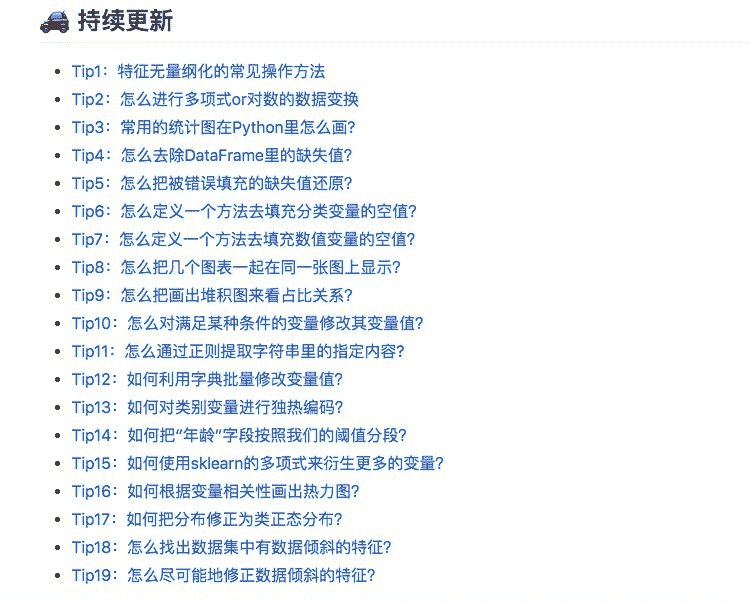 持续更新
Tip1：特征无量纲化的常见操作方法
Tip2：怎么进行多项式or对数的数据变换
Tip3：常用的统计图在Python里怎么画?
Tip4：怎么去除DataFrame里的缺失值?
Tip5：怎么把被错误填充的缺失值还原?
Tip6：怎么定义一个方法去填充分类变量的空值?
Tip7：怎么定义一个方法去填充数值变量的空值?
Tip8：怎么把几个图表一起在同一张图上显示?
Tip9：怎么把画出堆积图来看占比关系?
Tip10：怎么对满足某种条件的变量修改其变量值?
Tip11：怎么通过正则提取字符串里的指定内容?
Tip12：如何利用字典批量修改变量值?
Tip13：如何对类别变量进行独热编码?
Tip14：如何把“年龄”字段按照我们的阈值分段?
Tip15：如何使用sklearn的多项式来衍生更多的变量?
Tip16：如何根据变量相关性画出热力图?
Tip17：如何把分布修正为类正态分布?
Tip18：怎么找出数据集中有数据倾斜的特征?
Tip19：怎么尽可能地修正数据倾斜的特征?